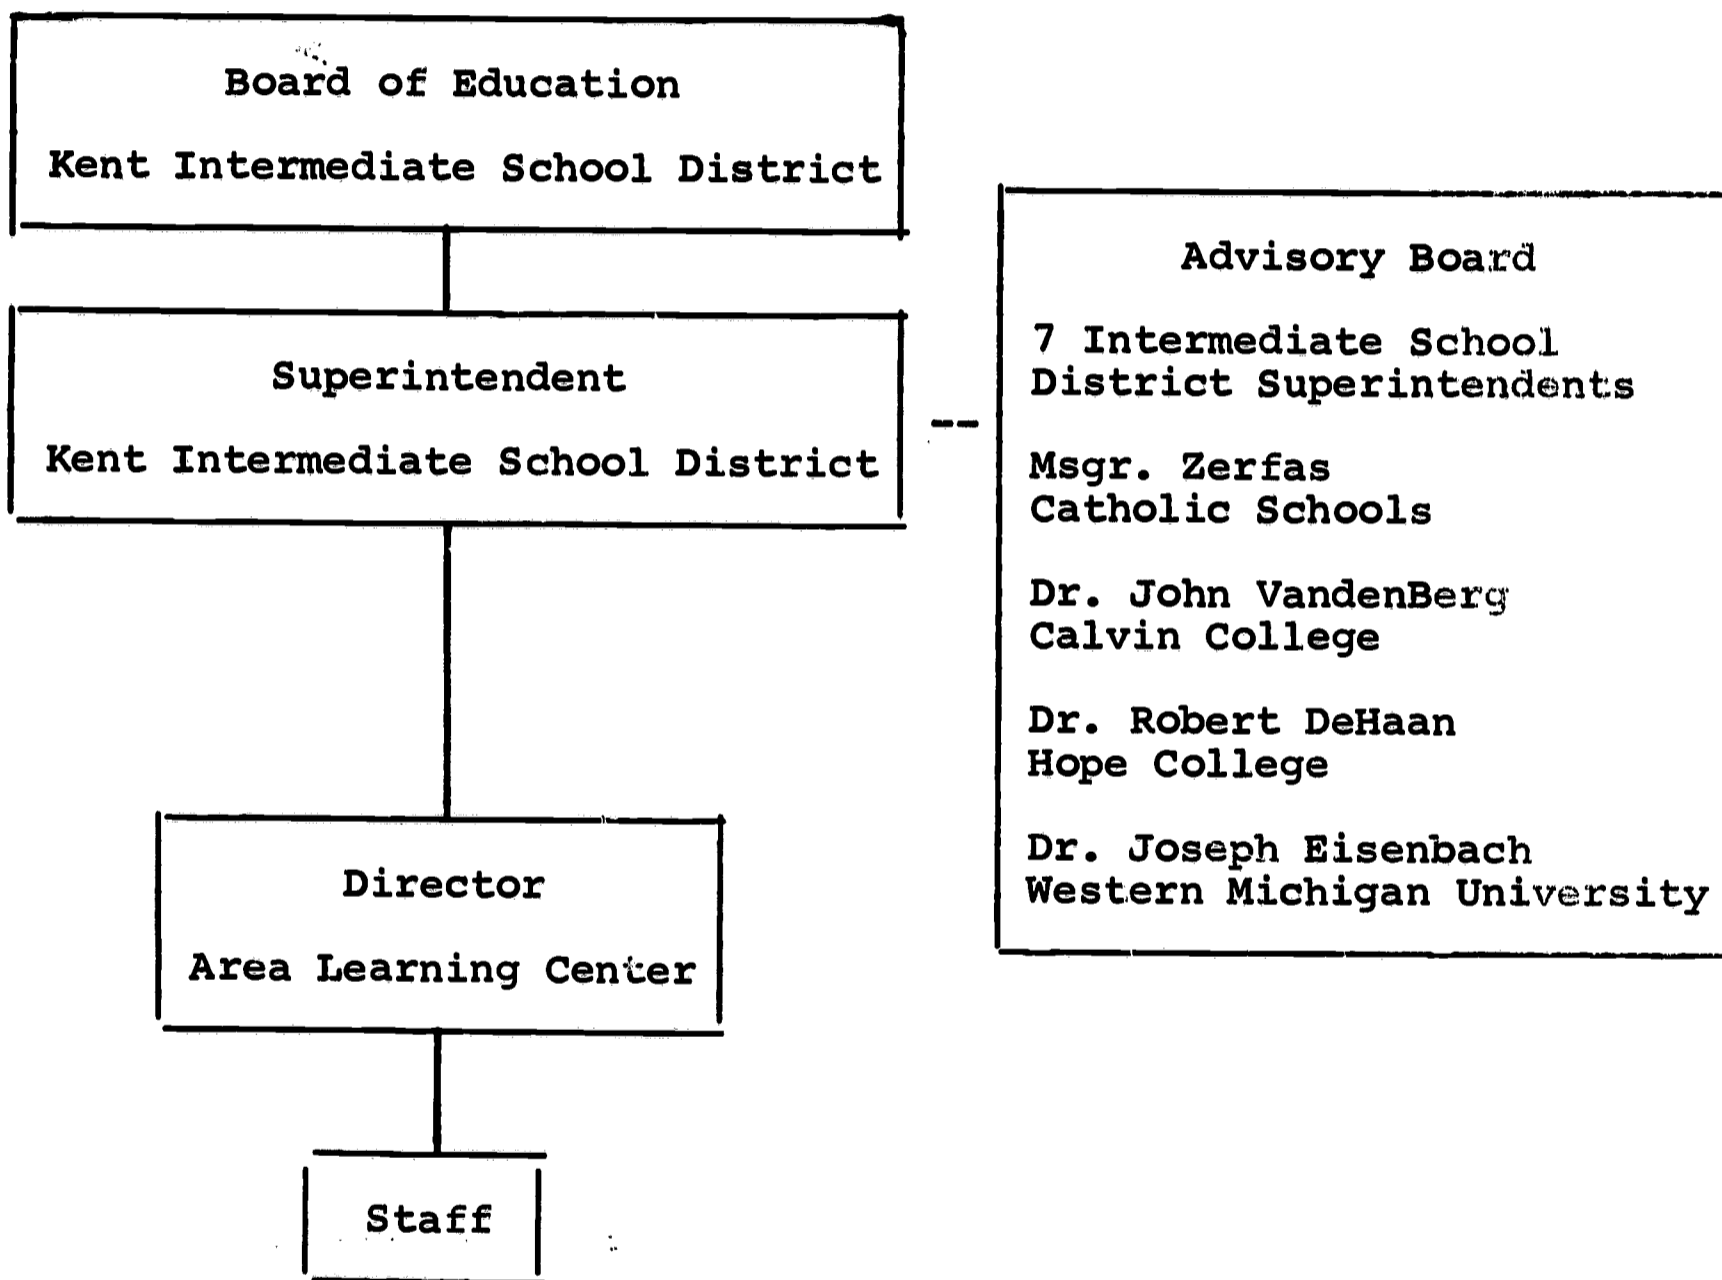 Board of Education
Kent Intermediate School District
Superintendent
Kent Intermediate School District
--
Advisory Board
7 Intermediate School
District Superintendents
Msgr. Zerfas
Catholic Schools
Dr. John VandenBerg
Calvin College
Dr. Robert DeHaan
Hope College
Dr. Joseph Eisenbach
Western Michigan University
Director
Area Learning Center
Staff